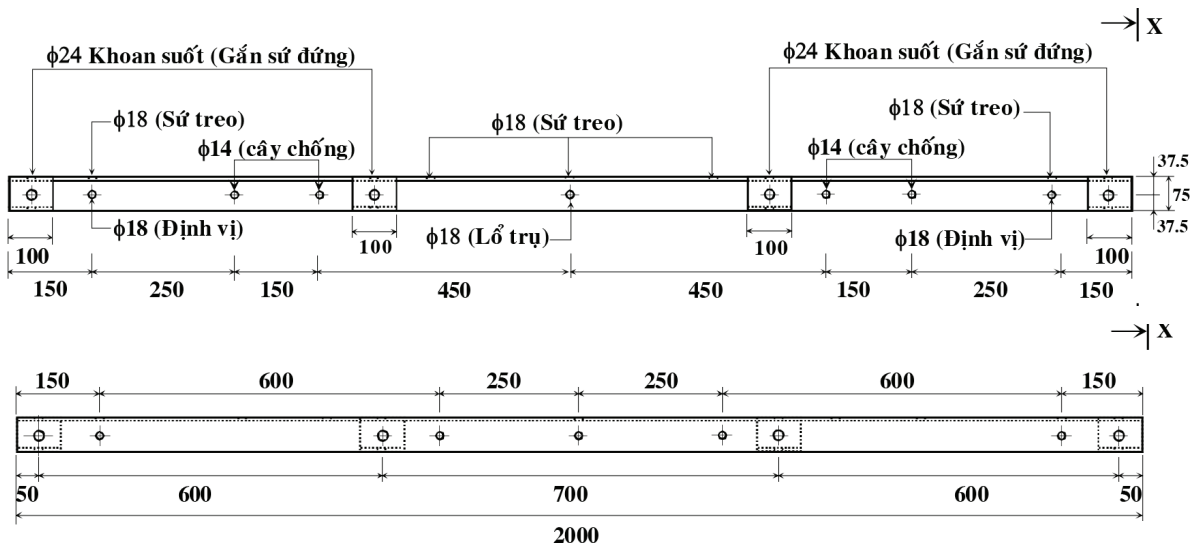 X
ϕ24 Khoan suốt (Gắn sứ đứng)
ϕ24 Khoan suốt (Gắn sứ đứng)
ϕ18 (Sứ treo)
ϕ18 (Sứ treo)
ϕ18 (Sứ treo)
ϕ14 (cây chống)
ϕ14 (cây chống)
37.5
75
37.5
ϕ18 (Định vị)
ϕ18 (Lổ trụ)
ϕ18 (Định vị)
100
100
100
100
150
250
150
450
450
150
250
150
X
150
600
250
250
600
150
50
600
700
600
50
2000